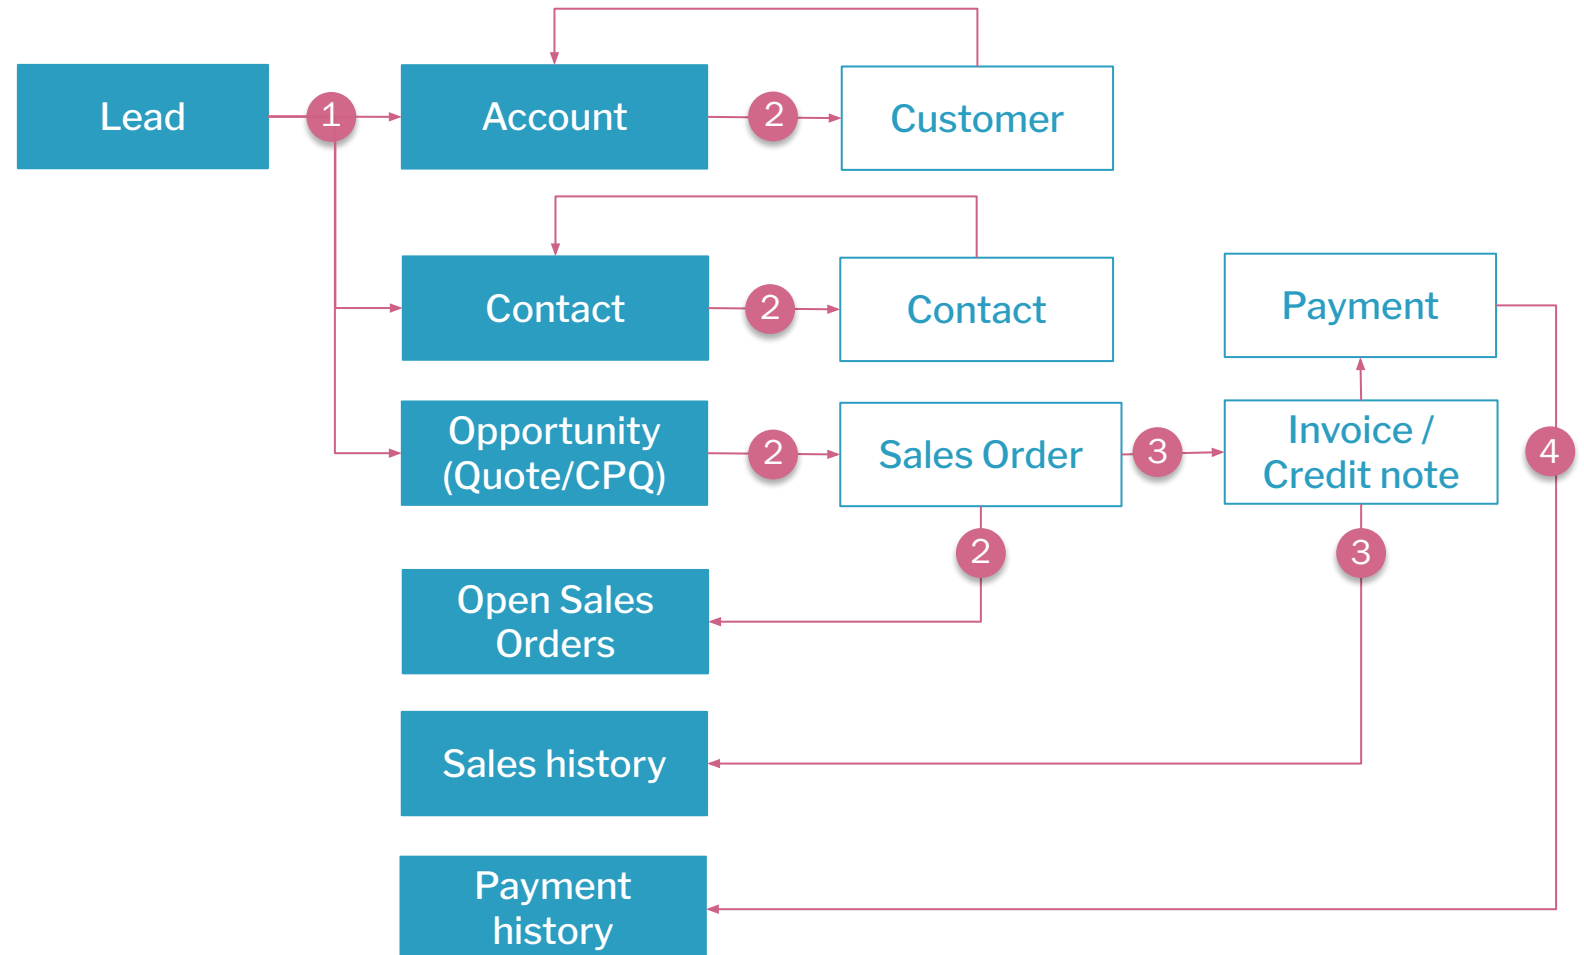 Lead
1
Account
2
Customer
Contact
2
Contact
Payment
Opportunity
(Quote/CPQ)
2
Sales Order
3
Invoice /
Credit note
4
2
3
Open Sales
Orders
Sales history
Payment
history